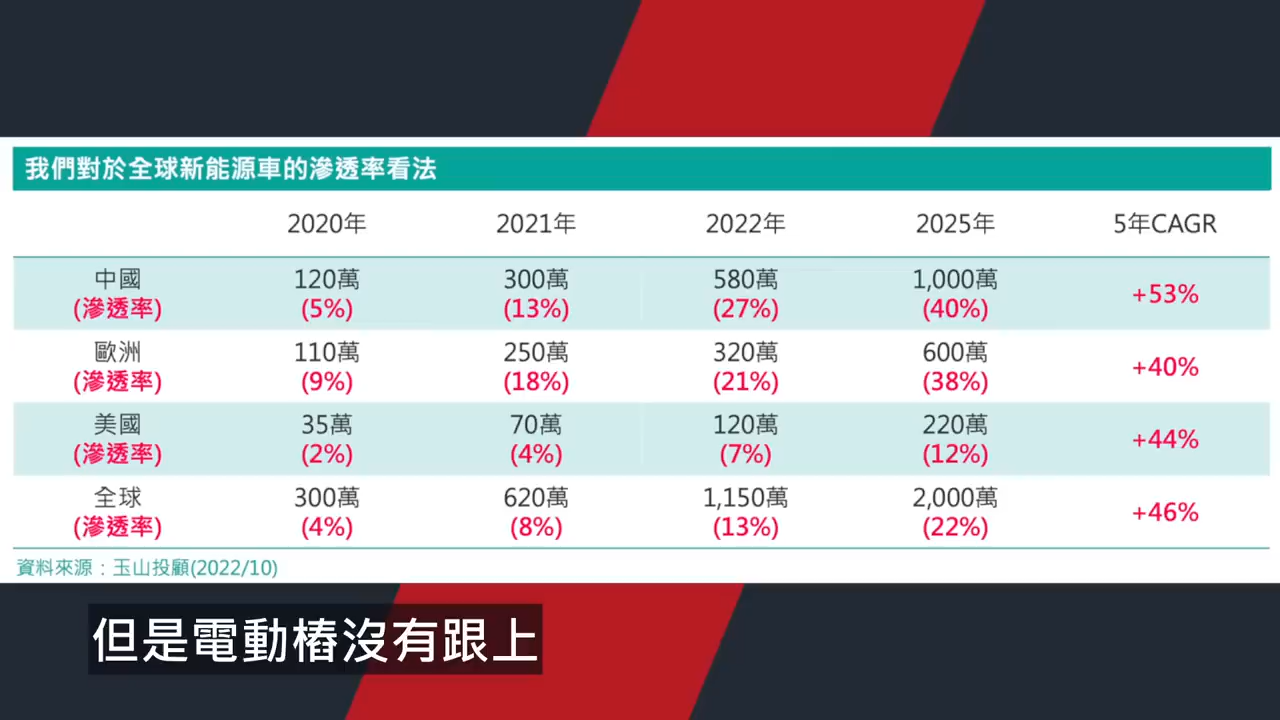 我們對於全球新能源車的滲透率看法
2020年 2021年 2022年 2025年 5年CAGR
中國 120萬 300萬 580萬 1,000萬 +53%
(滲透率) (5%) (13%) (27%) (40%)
歐洲 110萬 250萬 320萬 600萬 +40%
(滲透率) (9%) (18%) (21%) (38%)
美國 35萬 70萬 120萬 220萬 +44%
(滲透率) (2%) (4%) (7%) (12%)
全球 300萬 620萬 1,150萬 2,000萬 +46%
(滲透率) (4%) (8%) (13%) (22%)
資料來源：玉山投顧(2022/10)
但是電動樁沒有跟上